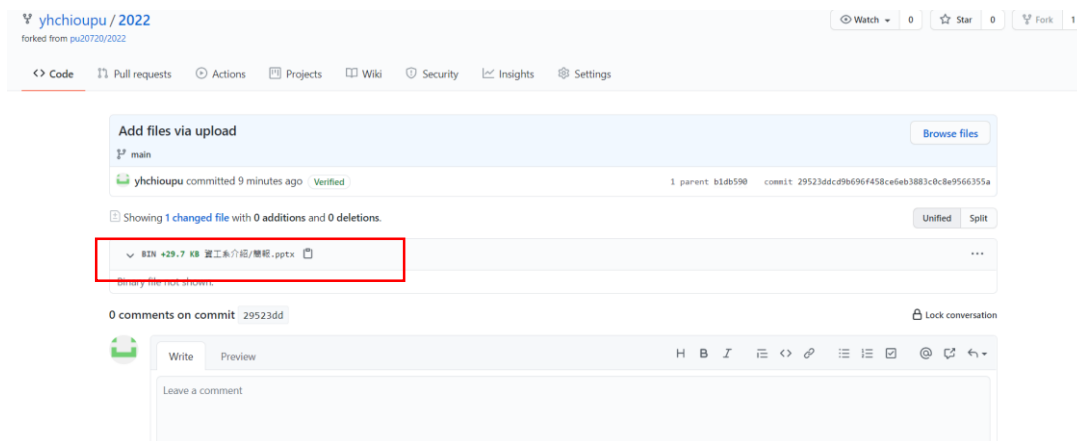 yhchioupu / 2022
Watch 0 Star 0 Fork 1
forked from pu20720/2022
Code Pull requests Actions Projects Wiki Security Insights Settings
Add files via upload
Browse files
main
yhchioupu committed 9 minutes ago Verified
1 parent b1db590 commit 29523ddcd9b696f458ce6eb3883c0c8e9566355a
Showing 1 changed file with 0 additions and 0 deletions.
Unified Split
BIN +29.7 KB 資工系介紹/簡報.pptx
Binary file not shown.
0 comments on commit 29523dd
Lock conversation
Write Preview
H B I
Leave a comment